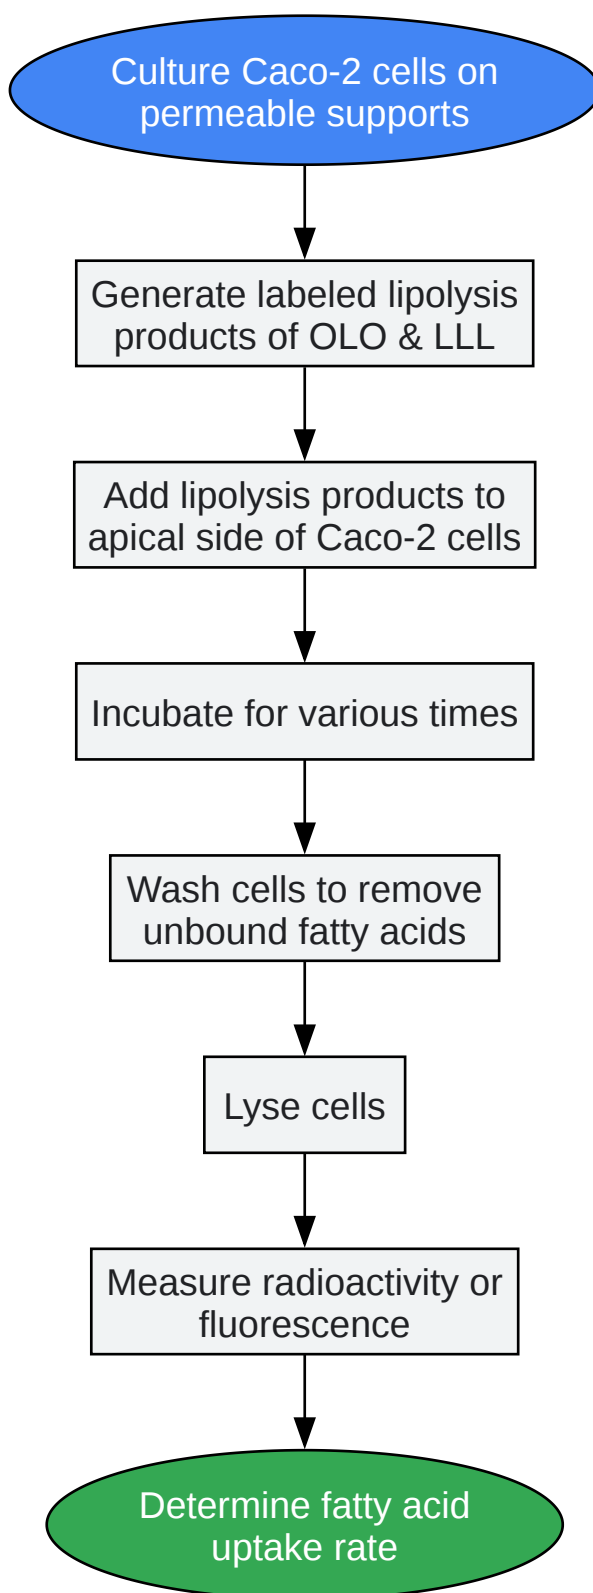 Culture Caco-2 cells on
permeable supports
Generate labeled lipolysis
products of OLO & LLL
Add lipolysis products to
apical side of Caco-2 cells
Incubate for various times
Wash cells to remove
unbound fatty acids
Lyse cells
Measure radioactivity or
fluorescence
Determine fatty acid
uptake rate